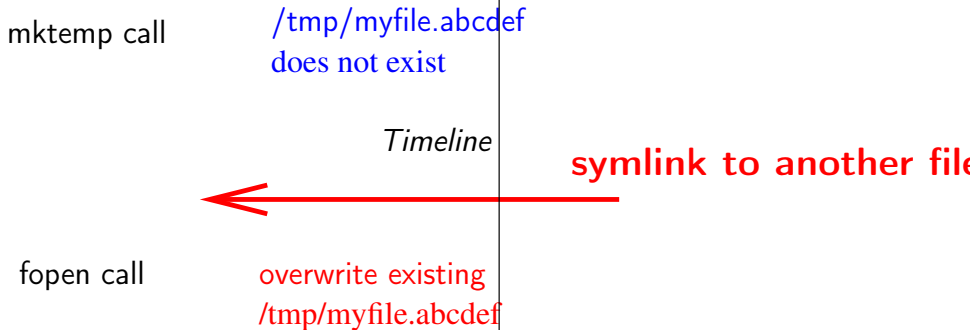 mktemp call
/tmp/myfile.abcdef
does not exist
Timeline
symlink to another file
fopen call
overwrite existing
/tmp/myfile.abcdef